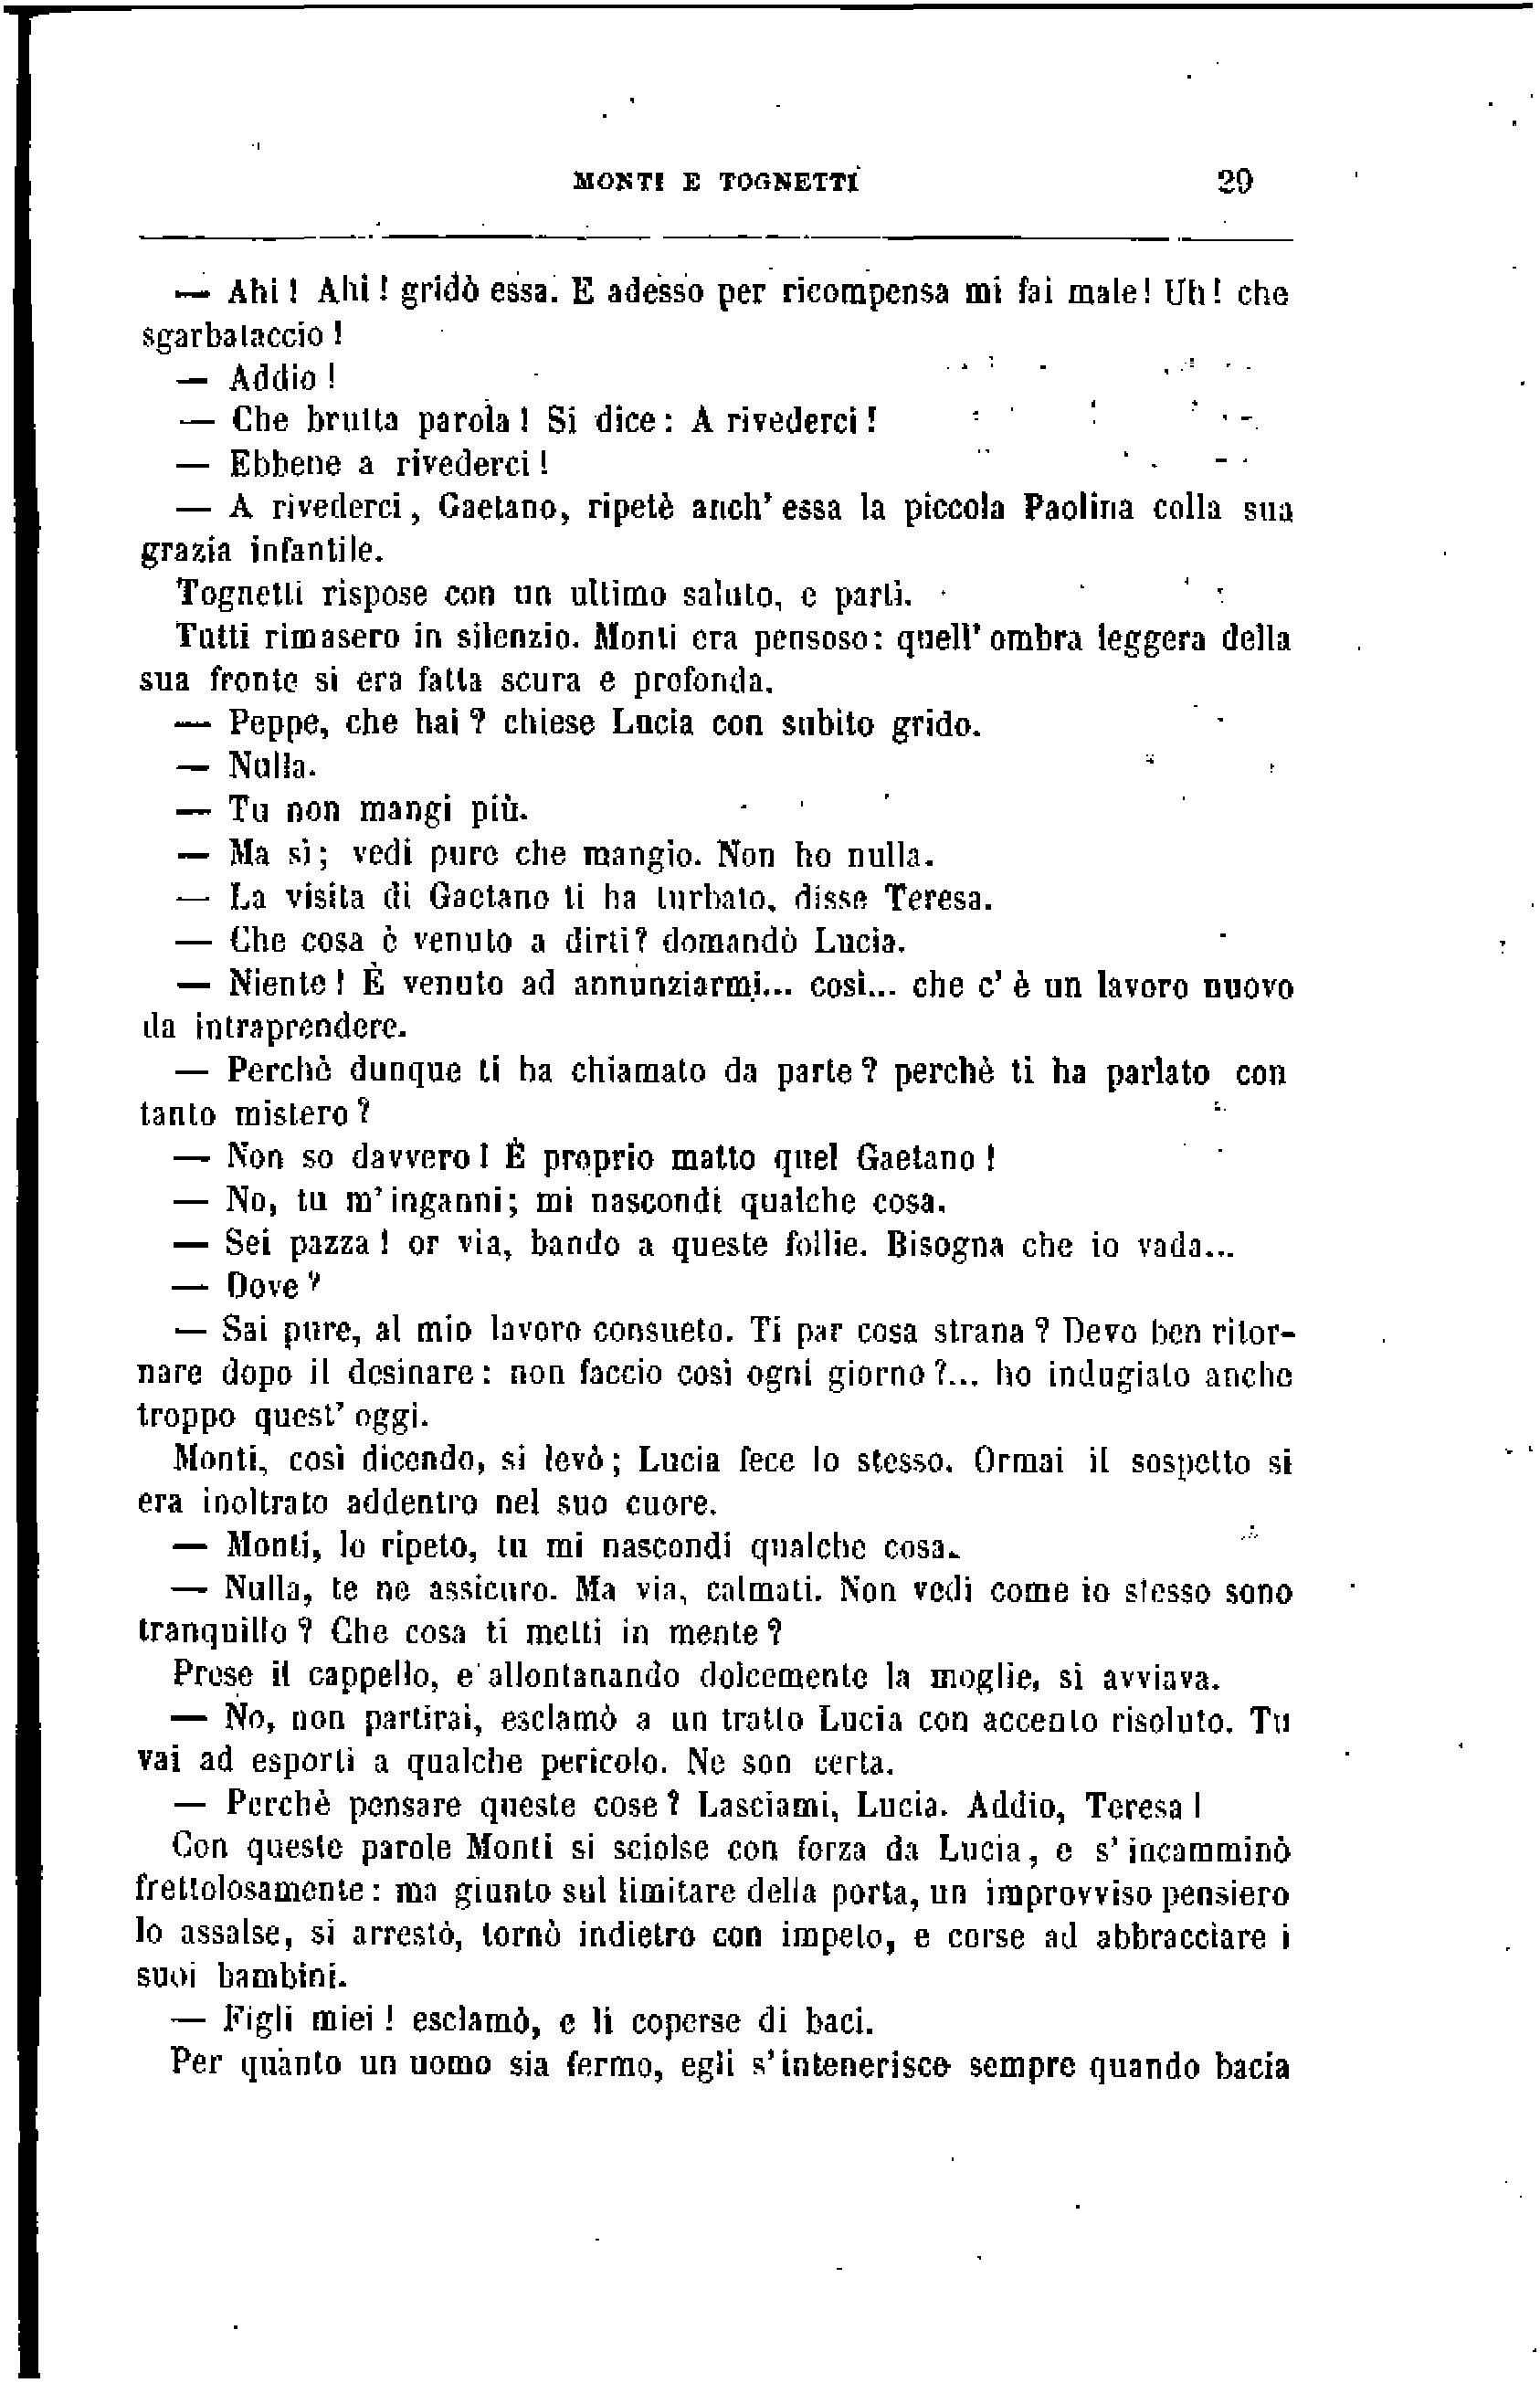 MONTI E TOGNETTI 29
— Ahi! Ahi! gridò essa. E adesso per ricompensa mi fai male! Uh! che
sgarbataccio!
— Addio!
— Che brutta parola! Si dice: A rivederci!
— Ebbene a rivederci!
— A rivederci, Gaetano, ripetè anch' essa la piccola Paolina colla sua
grazia infantile.
Tognetti rispose con un ultimo saluto, e partì.
Tutti rimasero in silenzio. Monti era pensoso: quell' ombra leggera della
sua fronte si era fatta scura e profonda.
— Peppe, che hai? chiese Lucia con subito grido.
— Nulla.
— Tu non mangi più.
— Ma sì; vedi pure che mangio. Non ho nulla.
— La visita di Gaetano ti ha turbato, disse Teresa.
— Che cosa è venuto a dirti? domandò Lucia.
— Niente! È venuto ad annunziarmi... così... che c' è un lavoro nuovo
da intraprendere.
— Perchè dunque ti ha chiamato da parte? perchè ti ha parlato con
tanto mistero?
— Non so davvero! È proprio matto quel Gaetano!
— No, tu m' inganni; mi nascondi qualche cosa.
— Sei pazza! or via, bando a queste follie. Bisogna che io vada...
— Dove?
— Sai pure, al mio lavoro consueto. Ti par cosa strana? Devo ben ritor-
nare dopo il desinare: non faccio così ogni giorno?... ho indugiato anche
troppo quest' oggi.
Monti, così dicendo, si levò; Lucia fece lo stesso. Ormai il sospetto si
era inoltrato addentro nel suo cuore.
— Monti, lo ripeto, tu mi nascondi qualche cosa.
— Nulla, te ne assicuro. Ma via, calmati. Non vedi come io stesso sono
tranquillo? Che cosa ti metti in mente?
Prese il cappello, e allontanando dolcemente la moglie, si avviava.
— No, non partirai, esclamò a un tratto Lucia con accento risoluto. Tu
vai ad esporti a qualche pericolo. Ne son certa.
— Perchè pensare queste cose? Lasciami, Lucia. Addio, Teresa!
Con queste parole Monti si sciolse con forza da Lucia, e s' incamminò
frettolosamente: ma giunto sul limitare della porta, un improvviso pensiero
lo assalse, si arrestò, tornò indietro con impeto, e corse ad abbracciare i
suoi bambini.
— Figli miei! esclamò, e li coperse di baci.
Per quanto un uomo sia fermo, egli s' intenerisce sempre quando bacia